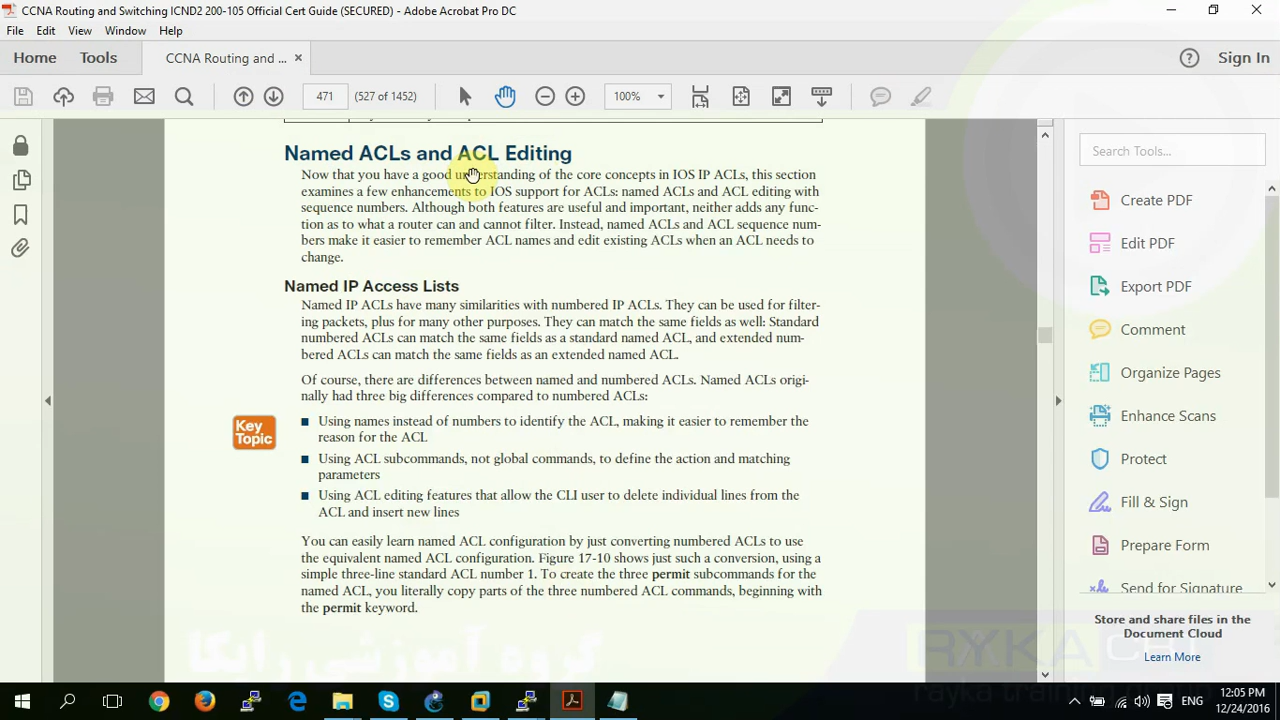 CCNA Routing and Switching ICND2 200-105 Official Cert Guide (SECURED) - Adobe Acrobat Pro DC
File Edit View Window Help
Home Tools CCNA Routing and ... × Sign In
471 (527 of 1452) 100%
Named ACLs and ACL Editing
Now that you have a good understanding of the core concepts in IOS IP ACLs, this section
examines a few enhancements to IOS support for ACLs: named ACLs and ACL editing with
sequence numbers. Although both features are useful and important, neither adds any func-
tion as to what a router can and cannot filter. Instead, named ACLs and ACL sequence num-
bers make it easier to remember ACL names and edit existing ACLs when an ACL needs to
change.
Named IP Access Lists
Named IP ACLs have many similarities with numbered IP ACLs. They can be used for filter-
ing packets, plus for many other purposes. They can match the same fields as well: Standard
numbered ACLs can match the same fields as a standard named ACL, and extended num-
bered ACLs can match the same fields as an extended named ACL.
Of course, there are differences between named and numbered ACLs. Named ACLs origi-
nally had three big differences compared to numbered ACLs:
Key
Topic
■ Using names instead of numbers to identify the ACL, making it easier to remember the
reason for the ACL
■ Using ACL subcommands, not global commands, to define the action and matching
parameters
■ Using ACL editing features that allow the CLI user to delete individual lines from the
ACL and insert new lines
You can easily learn named ACL configuration by just converting numbered ACLs to use
the equivalent named ACL configuration. Figure 17-10 shows just such a conversion, using a
simple three-line standard ACL number 1. To create the three permit subcommands for the
named ACL, you literally copy parts of the three numbered ACL commands, beginning with
the permit keyword.
Search Tools...
Create PDF
Edit PDF
Export PDF
Comment
Organize Pages
Enhance Scans
Protect
Fill & Sign
Prepare Form
Send for Signature
Store and share files in the
Document Cloud
Learn More
گروه آموزشی رایکا
RYKA
rayka training
ENG
12:05 PM
12/24/2016